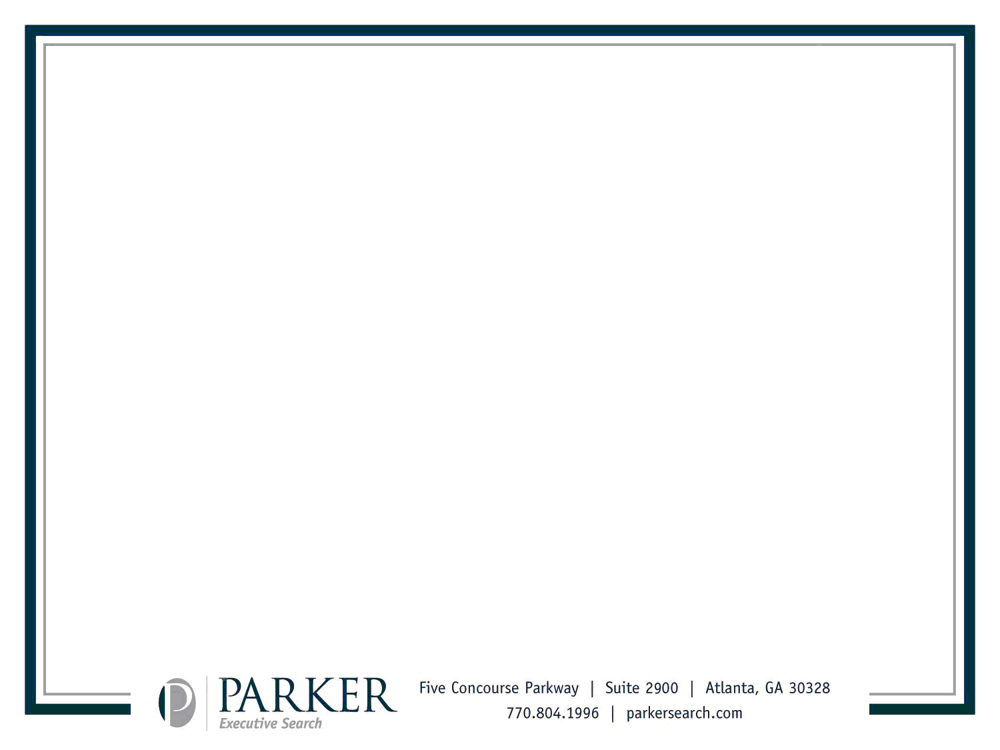 PARKER
Executive Search
Five Concourse Parkway | Suite 2900 | Atlanta, GA 30328
770.804.1996 | parkersearch.com